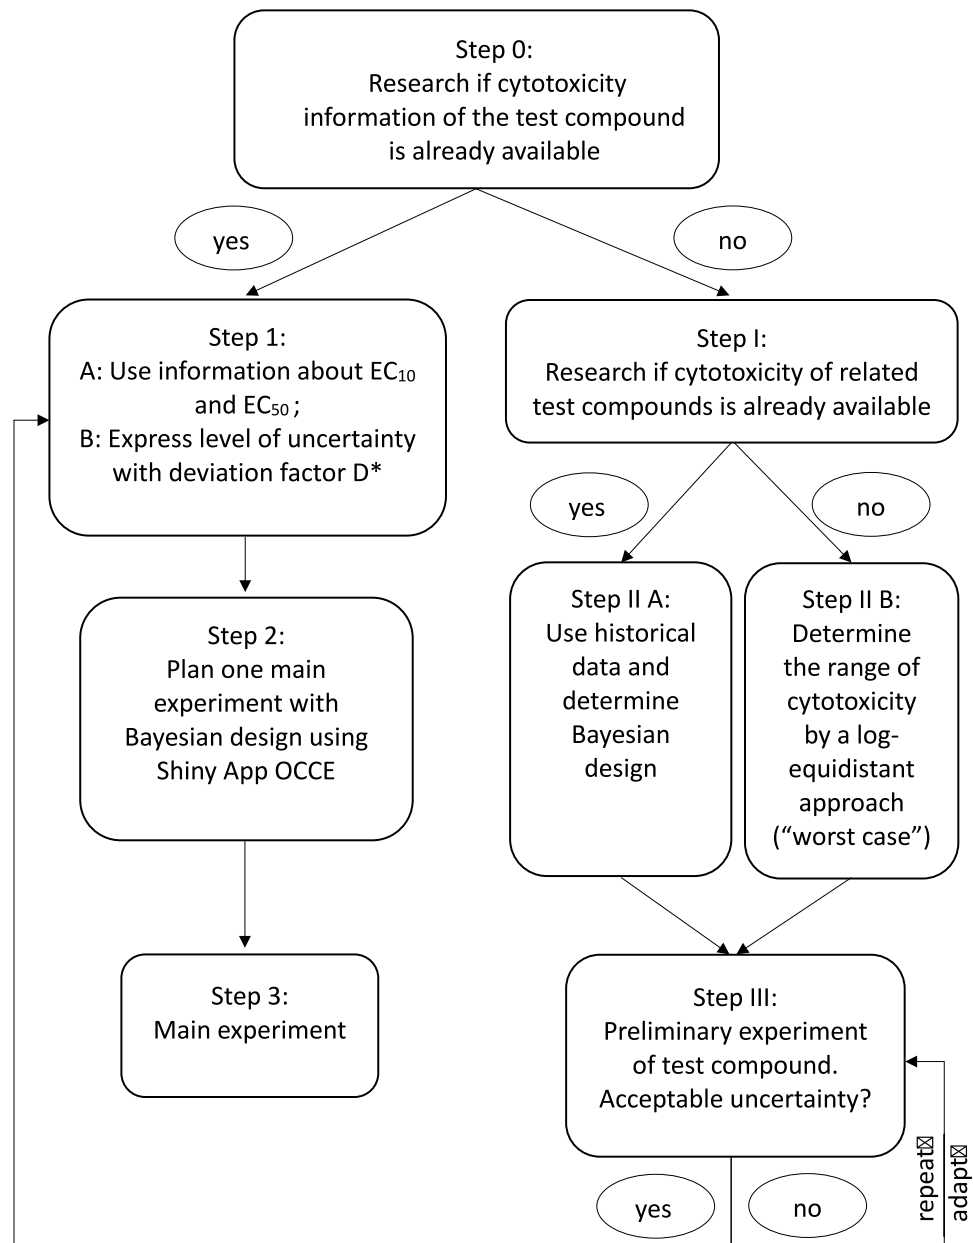 Step 0:
Research if cytotoxicity
information of the test compound
is already available
yes
no
Step 1:
A: Use information about EC₁₀
and EC₅₀ ;
B: Express level of uncertainty
with deviation factor D*
Step I:
Research if cytotoxicity of related
test compounds is already available
yes
no
Step 2:
Plan one main
experiment with
Bayesian design using
Shiny App OCCE
Step II A:
Use historical
data and
determine
Bayesian
design
Step II B:
Determine
the range of
cytotoxicity
by a log-
equidistant
approach
(“worst case”)
Step 3:
Main experiment
Step III:
Preliminary experiment
of test compound.
Acceptable uncertainty?
yes
no
repeat
adapt